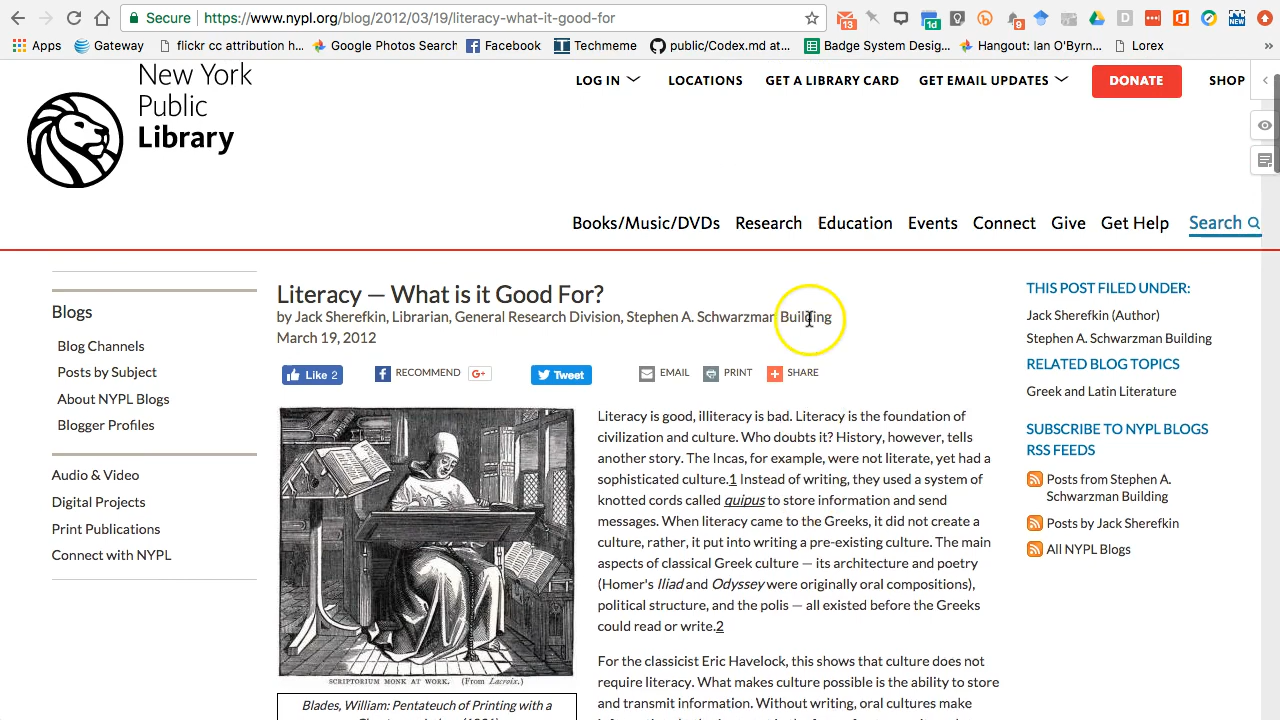 Secure https://www.nypl.org/blog/2012/03/19/literacy-what-it-good-for
13 1d 9 D NEW
Apps Gateway flickr cc attribution h... Google Photos Search Facebook Techmeme public/Codex.md at... Badge System Desig... Hangout: Ian O'Byrn... Lorex »
New York
Public
Library
LOG IN LOCATIONS GET A LIBRARY CARD GET EMAIL UPDATES DONATE SHOP
Books/Music/DVDs Research Education Events Connect Give Get Help Search
Blogs
Blog Channels
Posts by Subject
About NYPL Blogs
Blogger Profiles
Audio & Video
Digital Projects
Print Publications
Connect with NYPL
Literacy — What is it Good For?
by Jack Sherefkin, Librarian, General Research Division, Stephen A. Schwarzman Building
March 19, 2012
Like 2 RECOMMEND G+ Tweet EMAIL PRINT SHARE
SCRIPTORIUM MONK AT WORK. (From Lacroix.)
Blades, William: Pentateuch of Printing with a
Literacy is good, illiteracy is bad. Literacy is the foundation of
civilization and culture. Who doubts it? History, however, tells
another story. The Incas, for example, were not literate, yet had a
sophisticated culture.1 Instead of writing, they used a system of
knotted cords called quipus to store information and send
messages. When literacy came to the Greeks, it did not create a
culture, rather, it put into writing a pre-existing culture. The main
aspects of classical Greek culture — its architecture and poetry
(Homer's Iliad and Odyssey were originally oral compositions),
political structure, and the polis — all existed before the Greeks
could read or write.2
For the classicist Eric Havelock, this shows that culture does not
require literacy. What makes culture possible is the ability to store
and transmit information. Without writing, oral cultures make
THIS POST FILED UNDER:
Jack Sherefkin (Author)
Stephen A. Schwarzman Building
RELATED BLOG TOPICS
Greek and Latin Literature
SUBSCRIBE TO NYPL BLOGS
RSS FEEDS
Posts from Stephen A.
Schwarzman Building
Posts by Jack Sherefkin
All NYPL Blogs